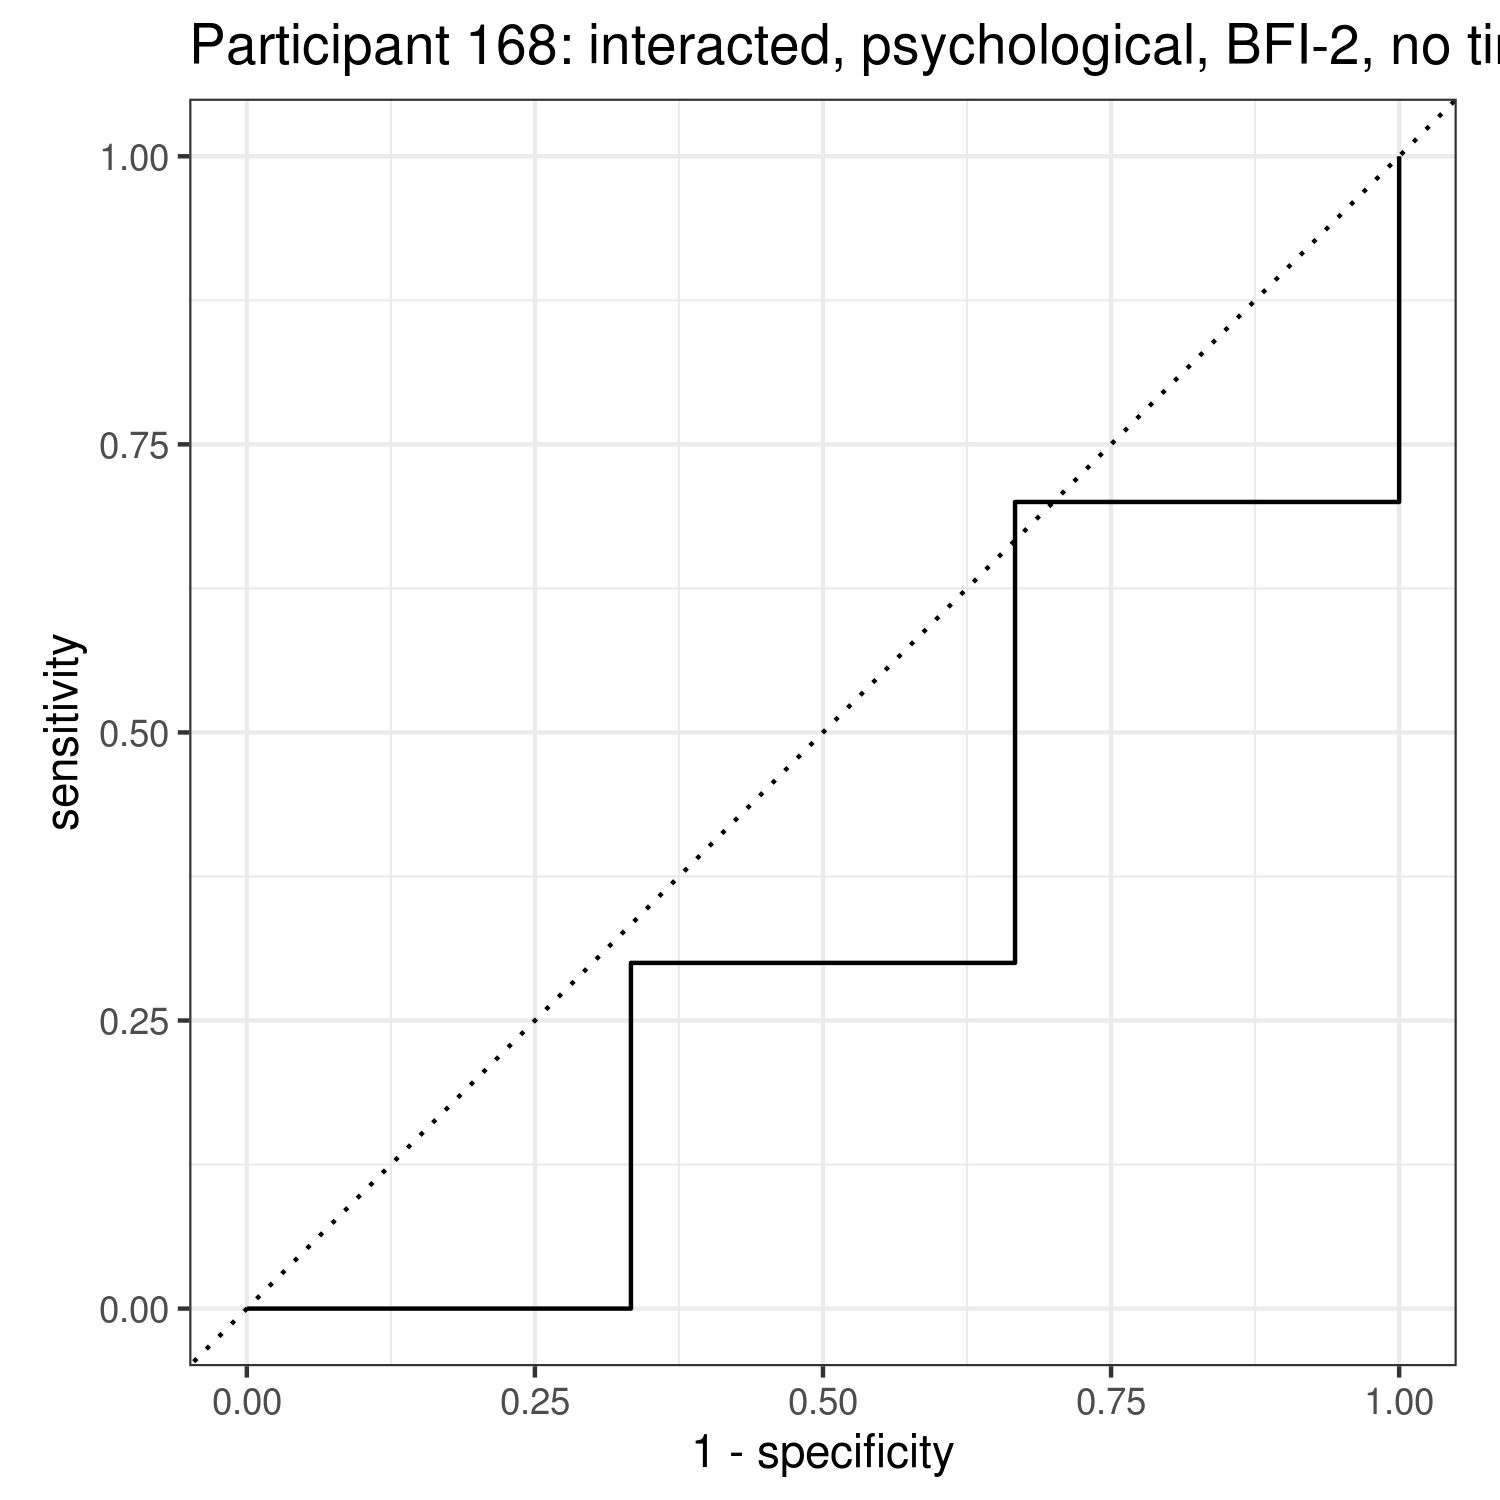 Participant 168: interacted, psychological, BFI-2, no
1.00
0.75
0.50
0.25
0.00
sensitivity
0.00 0.25 0.50 0.75 1.00
1 - specificity